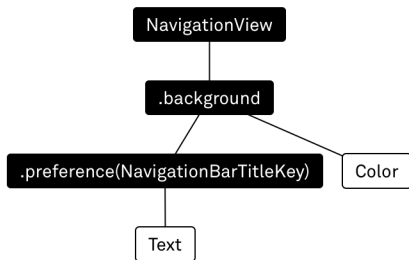 NavigationView
.background
.preference(NavigationBarTitleKey)
Color
Text